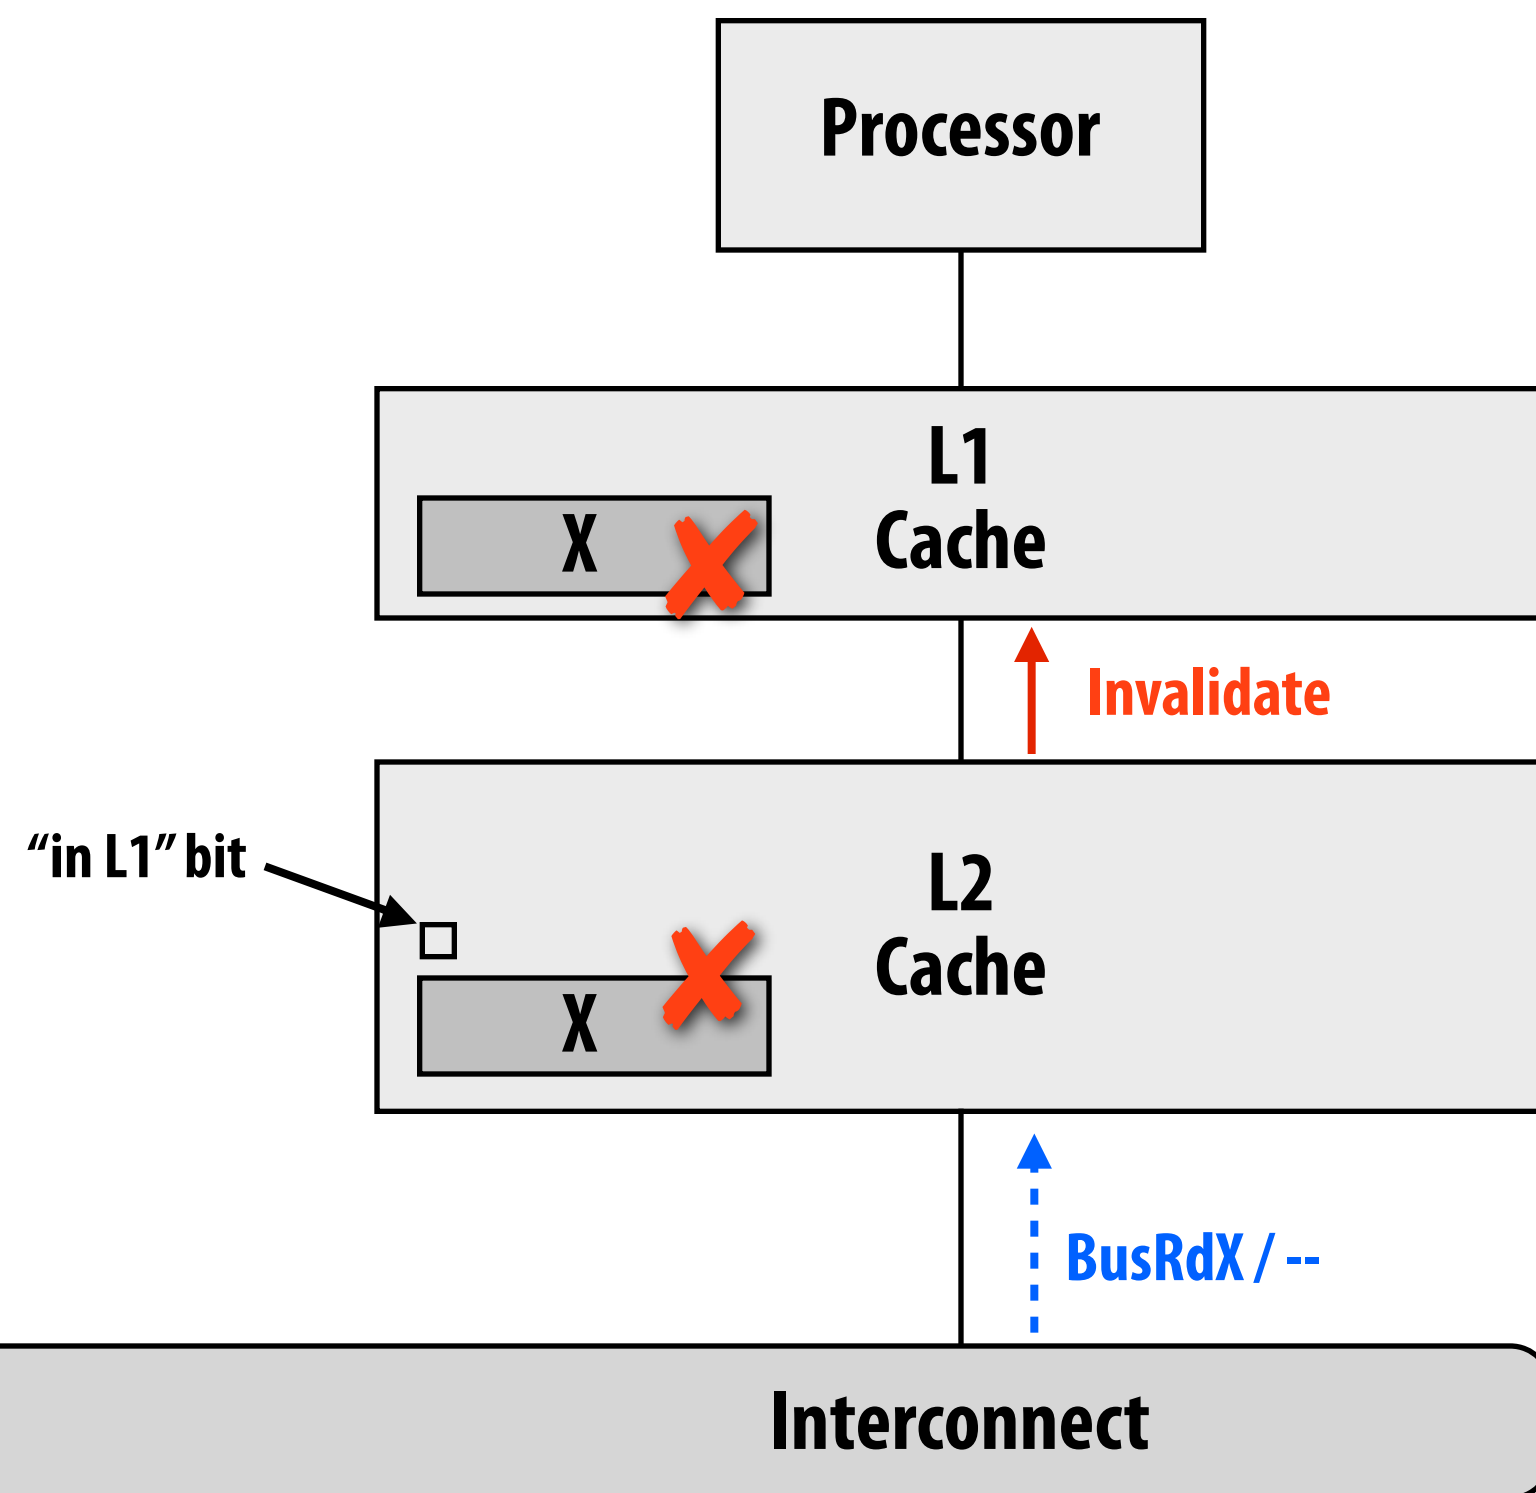 Processor
L1
Cache
X
Invalidate
“in L1” bit
L2
Cache
X
BusRdX / --
Interconnect